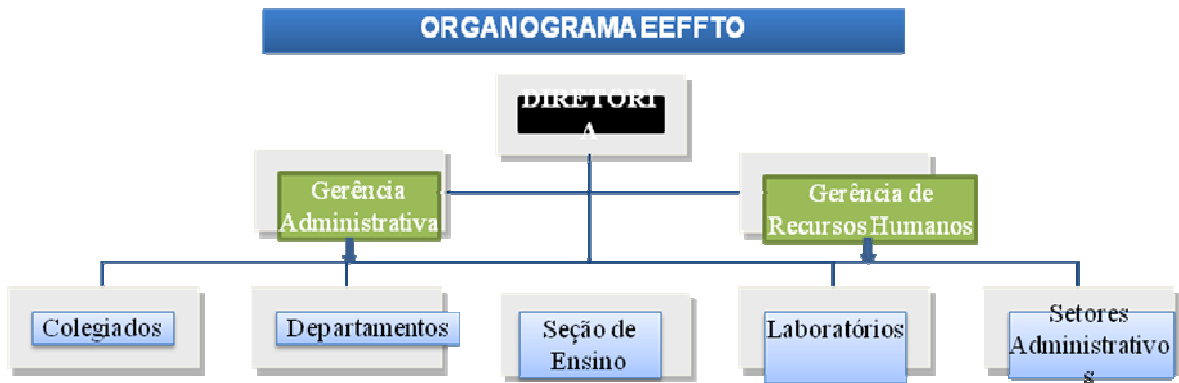 ORGANOGRAMA EEFFTO
DIRETORI
A
Gerência
Administrativa
Gerência de
Recursos Humanos
Colegiados
Departamentos
Seção de
Ensino
Laboratórios
Setores
Administrativo
s